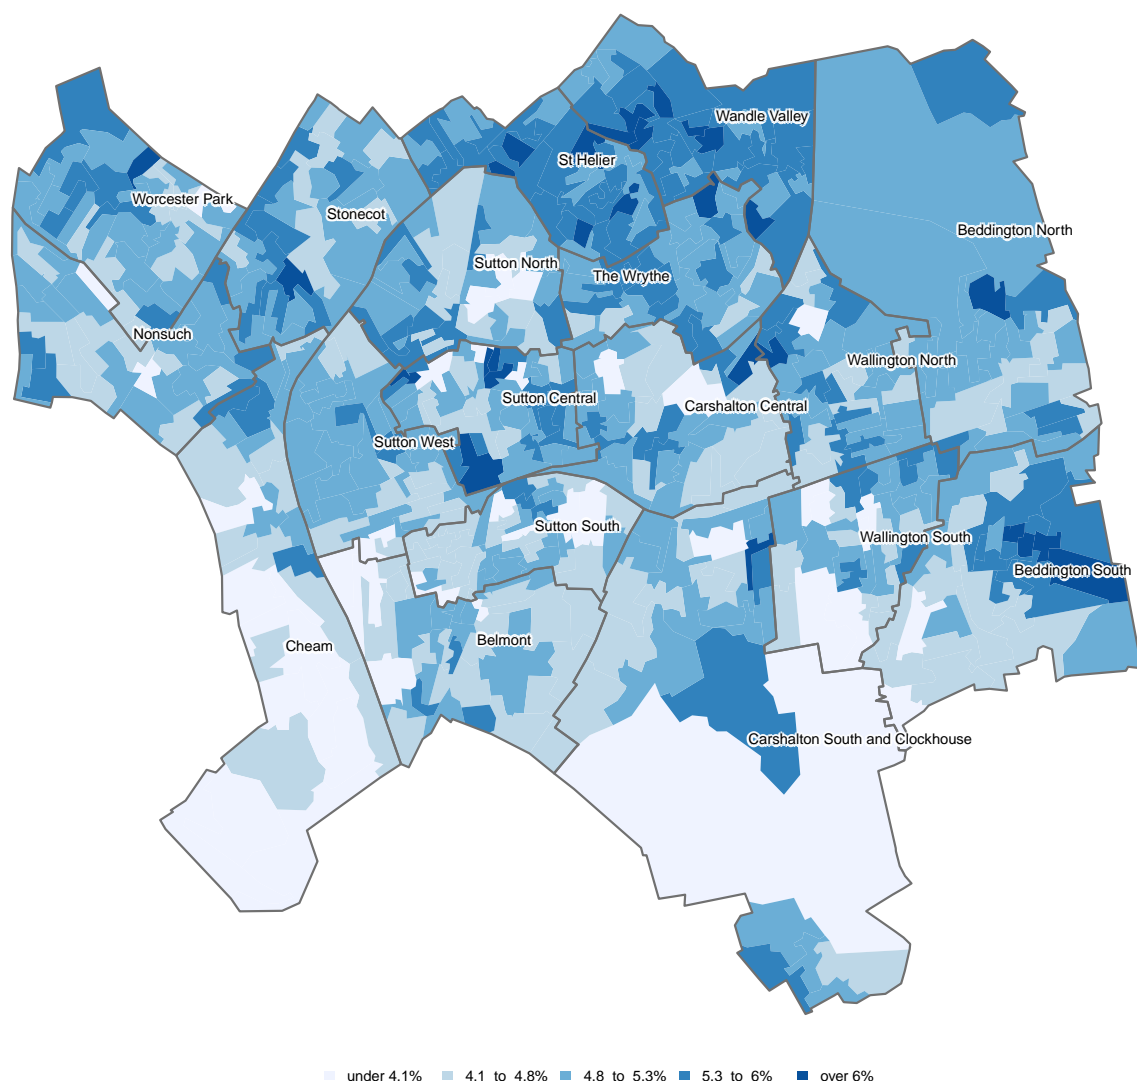 Wandle Valley
St Helier
Worcester Park
Stonecot
Beddington North
Sutton North
The Wrythe
Nonsuch
Wallington North
Sutton Central
Carshalton Central
Sutton West
Sutton South
Wallington South
Beddington South
Cheam
Belmont
Carshalton South and Clockhouse
under 4.1% 4.1 to 4.8% 4.8 to 5.3% 5.3 to 6% over 6%